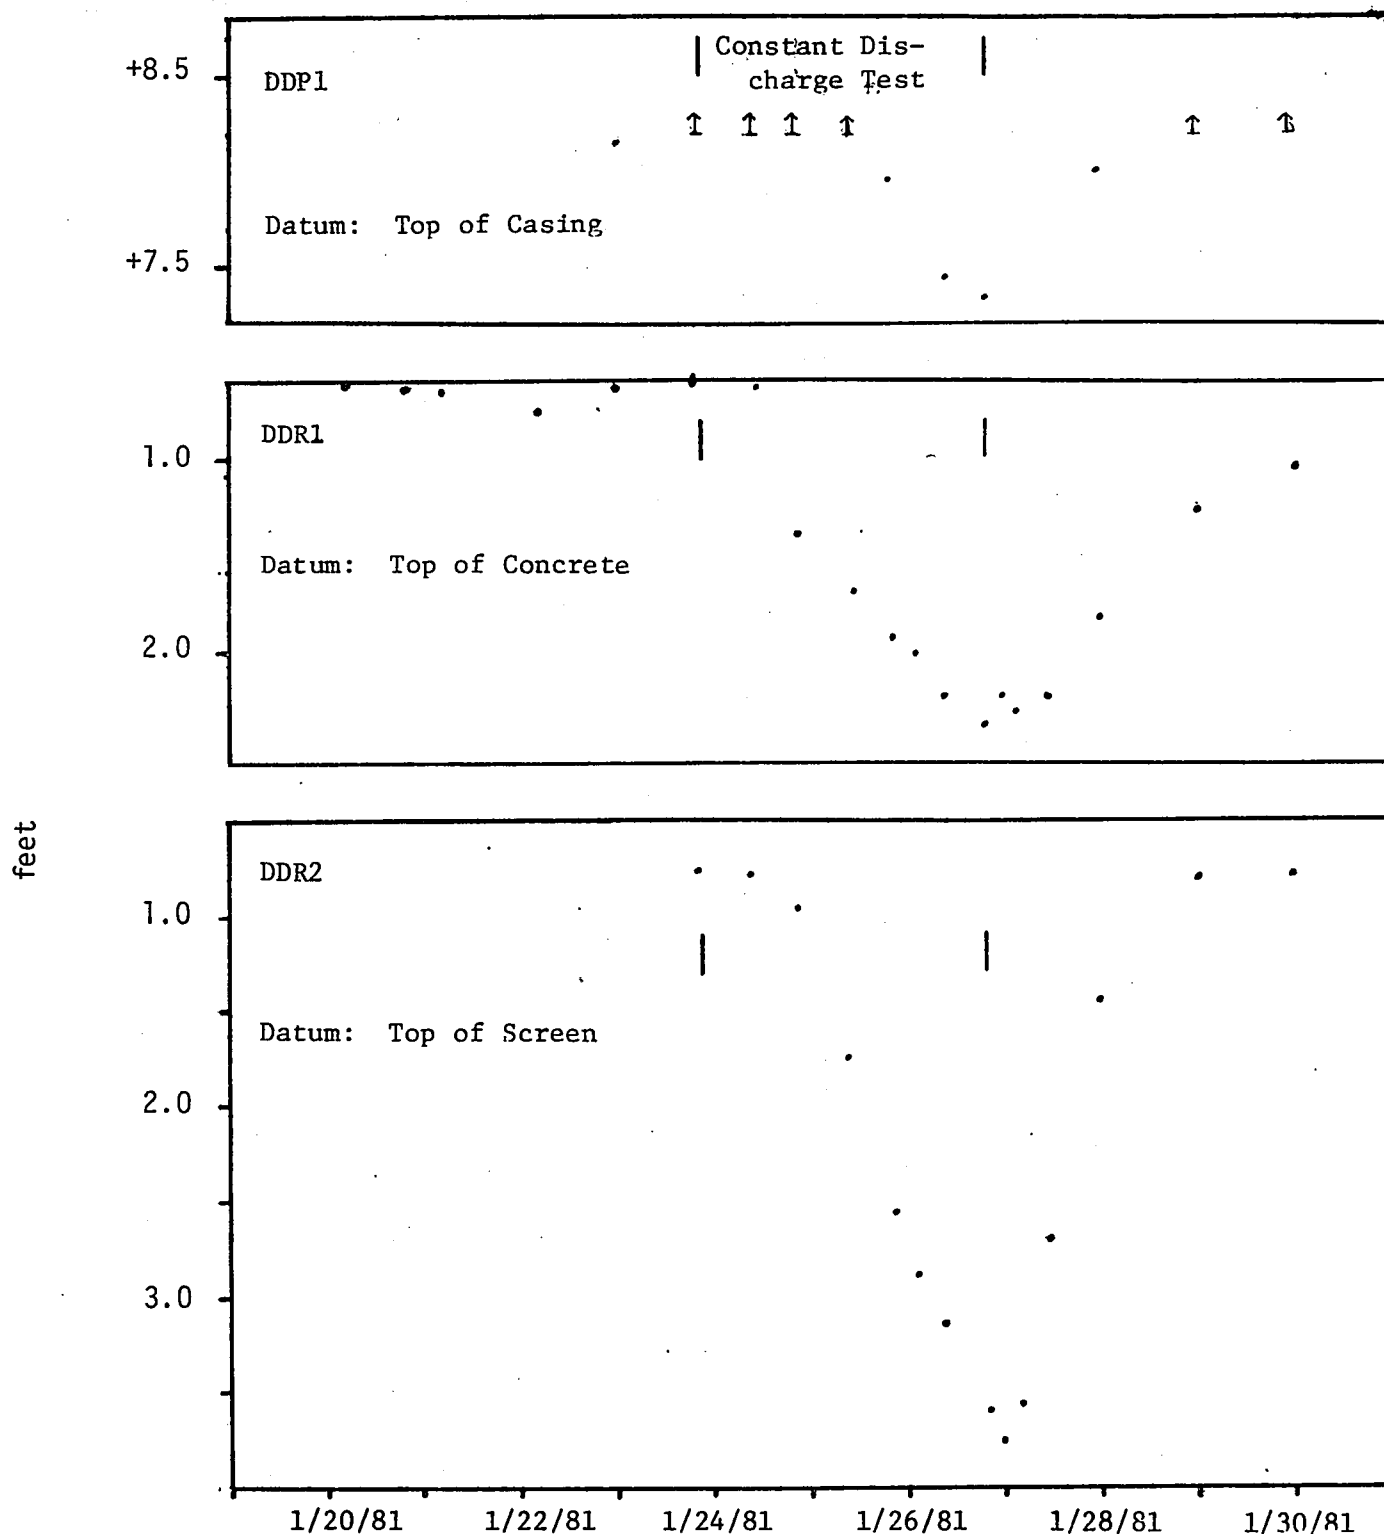 +8.5
DDP1
Constant Dis-
charge Test
Datum: Top of Casing
+7.5
DDR1
1.0
Datum: Top of Concrete
2.0
feet
DDR2
1.0
Datum: Top of Screen
2.0
3.0
1/20/81 1/22/81 1/24/81 1/26/81 1/28/81 1/30/81